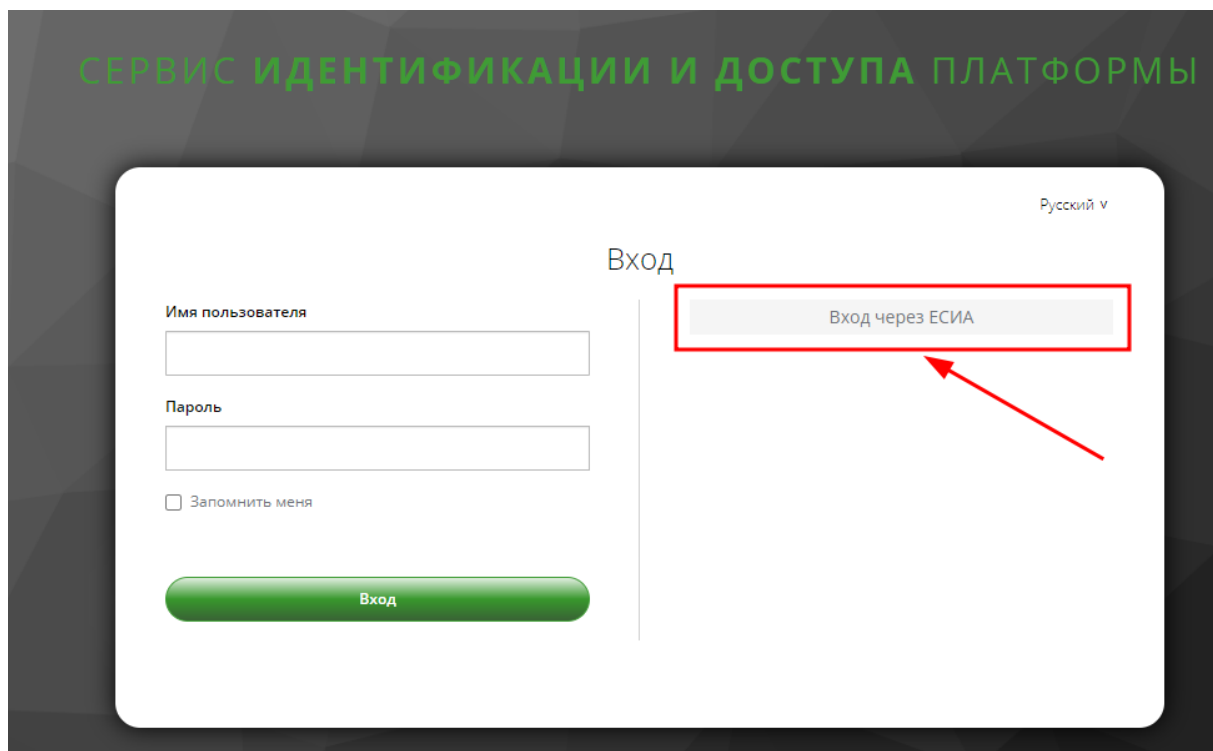 СЕРВИС ИДЕНТИФИКАЦИИ И ДОСТУПА ПЛАТФОРМЫ
Русский v
Вход
Имя пользователя
Пароль
Запомнить меня
Вход
Вход через ЕСИА